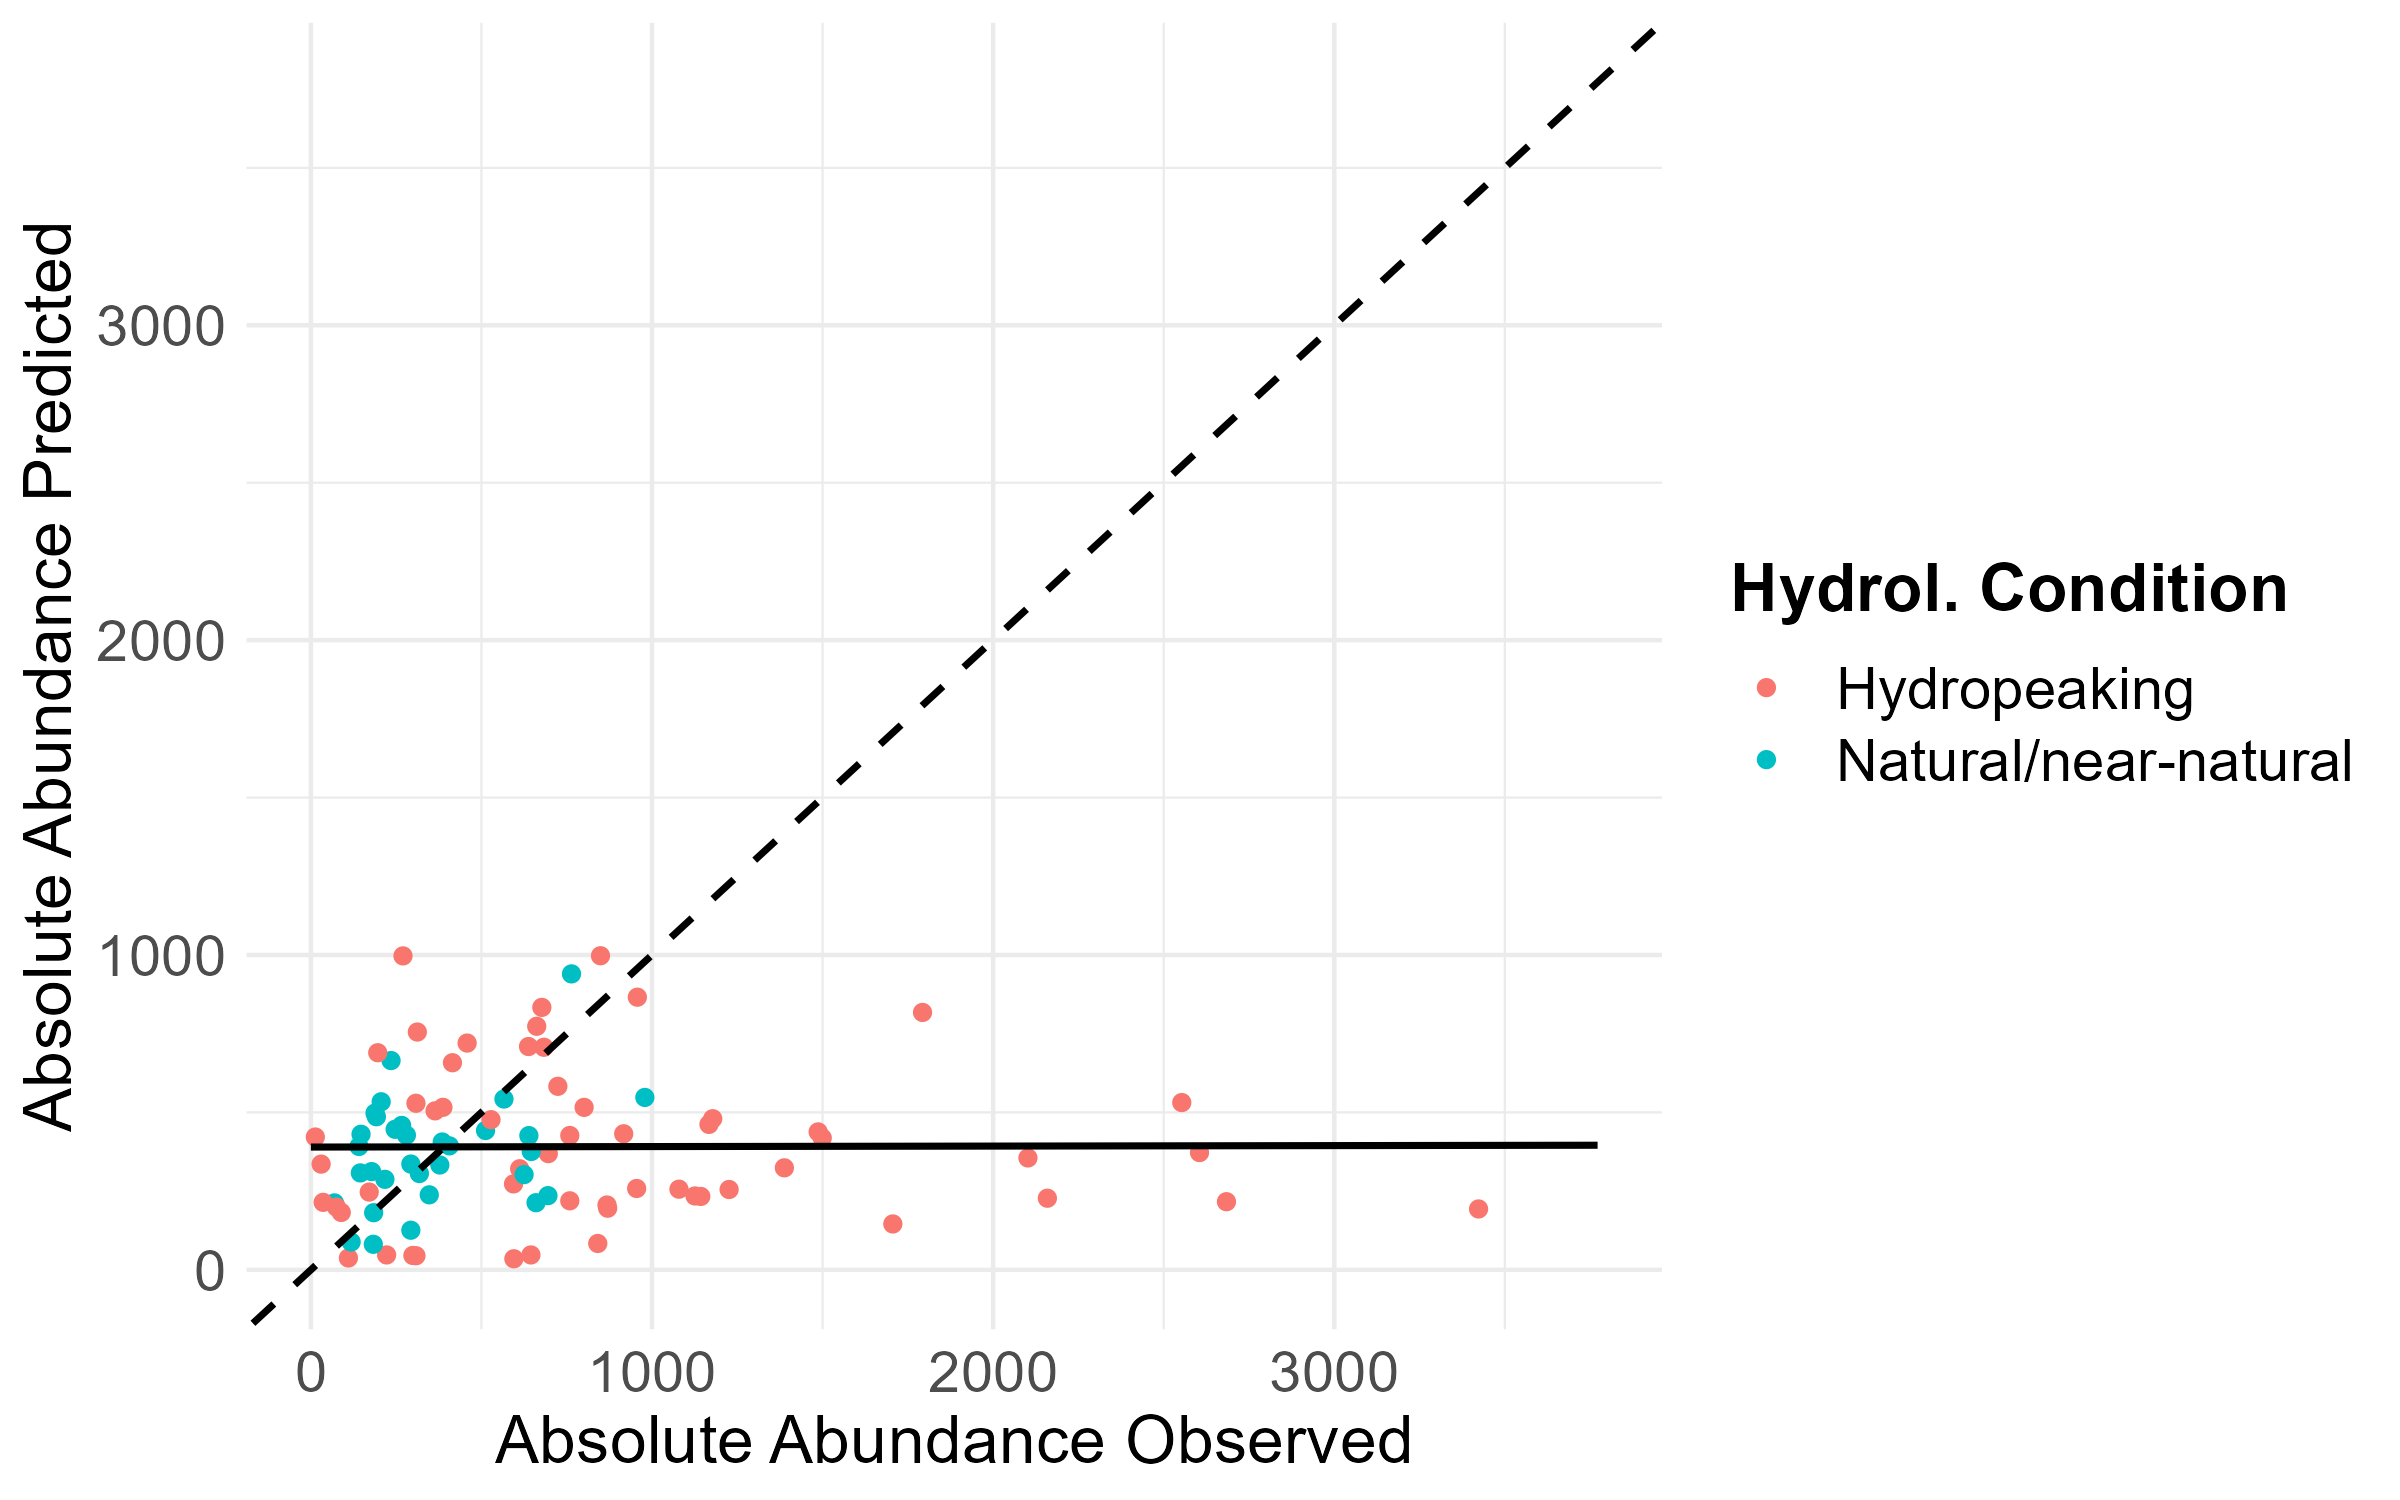 Absolute Abundance Predicted
3000
2000
1000
0
0 1000 2000 3000
Absolute Abundance Observed
Hydrol. Condition
Hydropeaking
Natural/near-natural